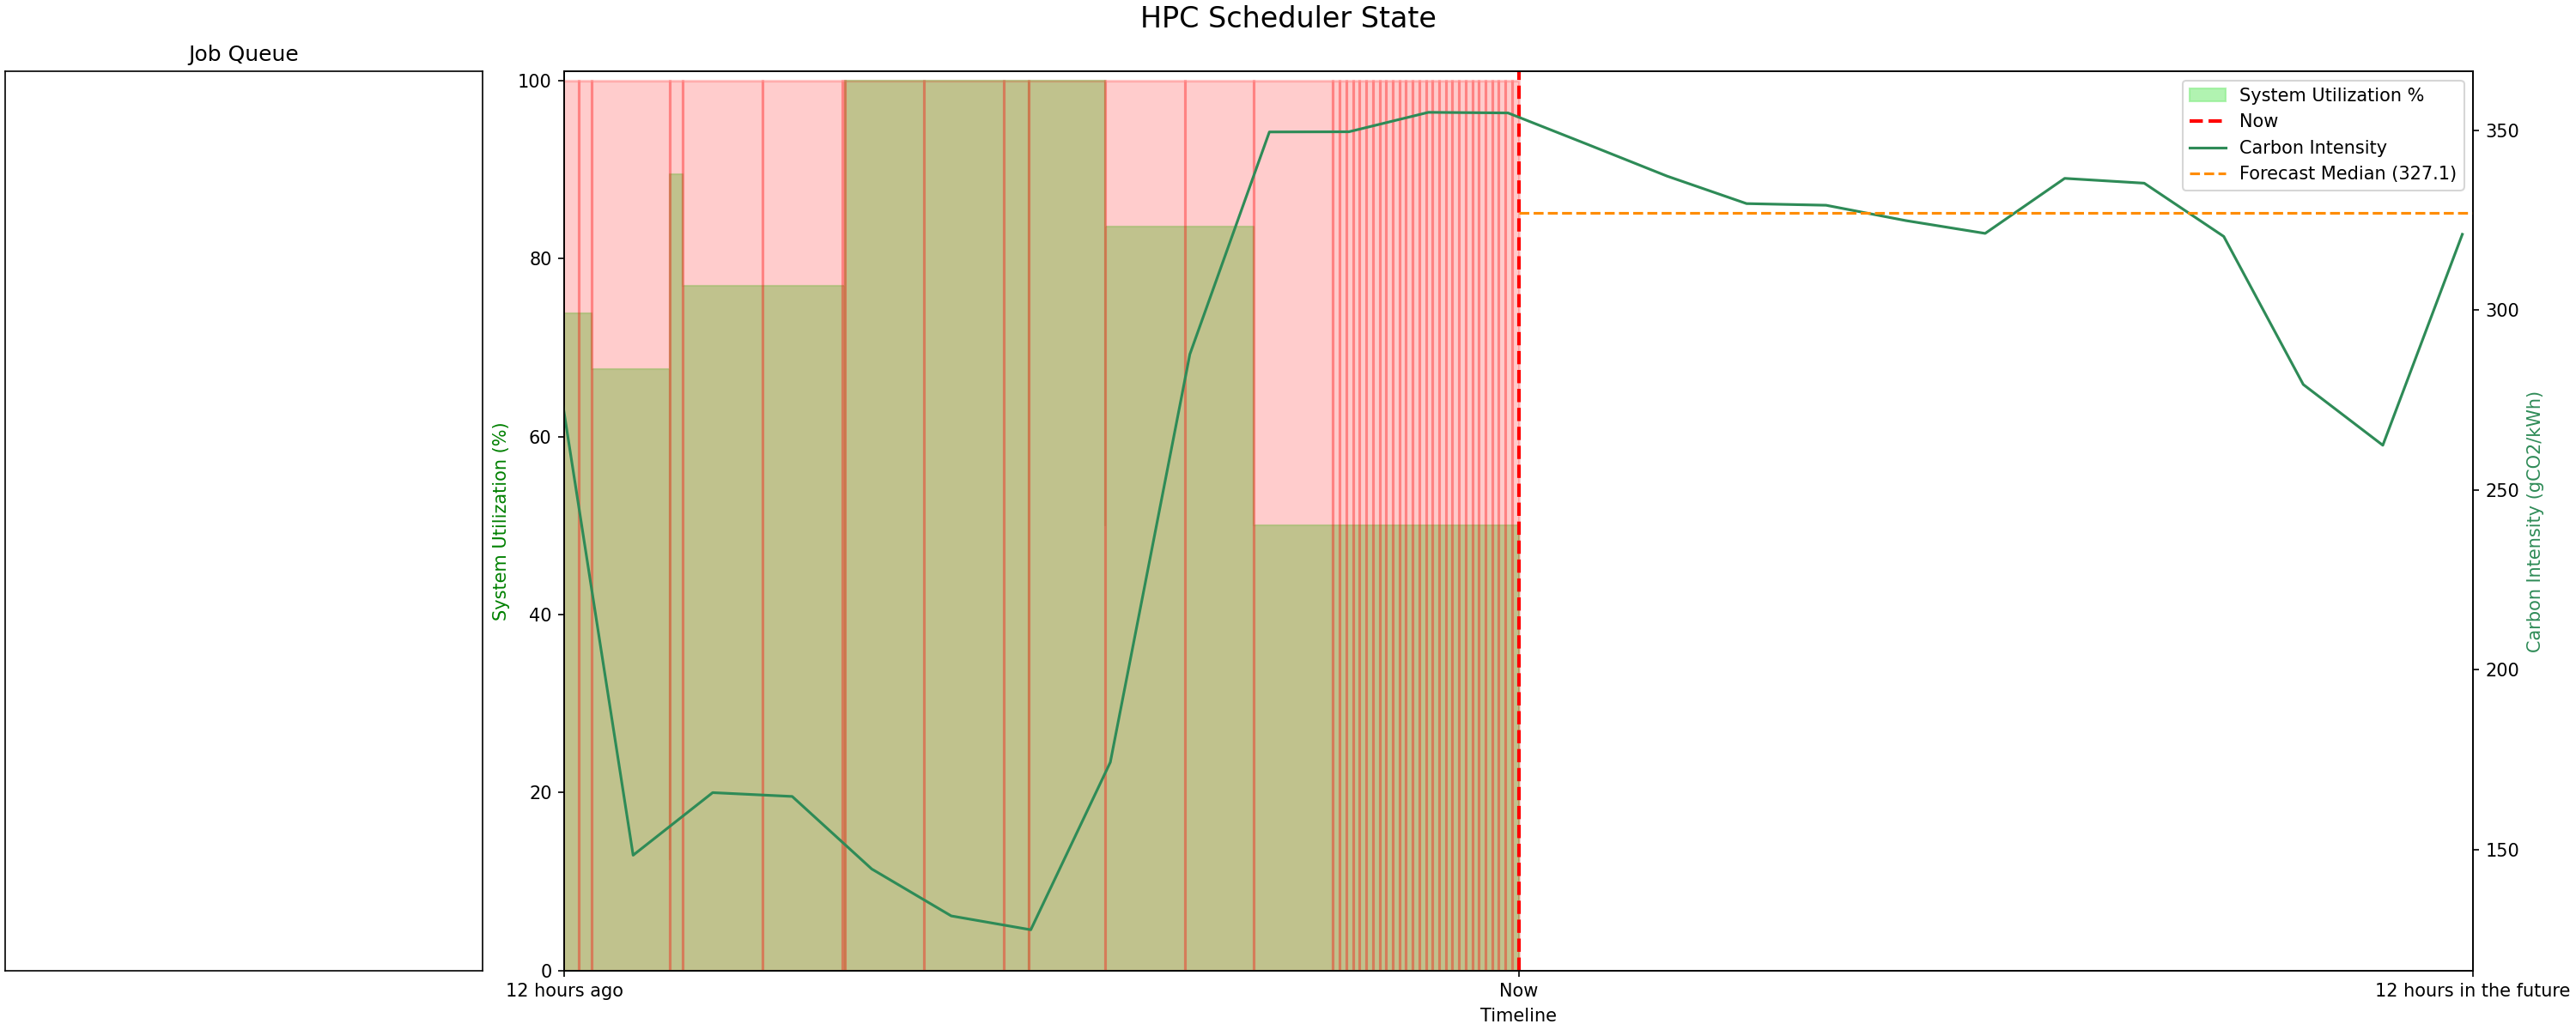 HPC Scheduler State
Job Queue
System Utilization (%)
100
80
60
40
20
0
System Utilization %
Now
Carbon Intensity
Forecast Median (327.1)
350
300
250
200
150
Carbon Intensity (gCO2/kWh)
12 hours ago
Now
12 hours in the future
Timeline